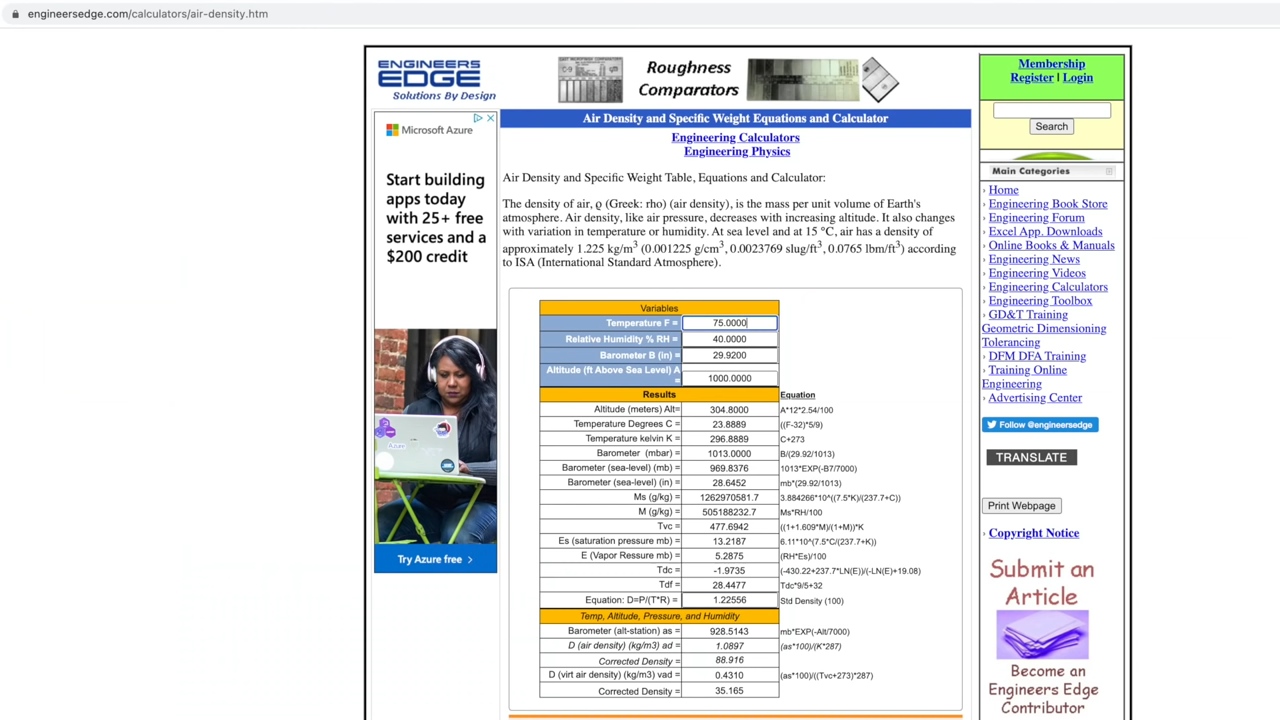 engineersedge.com/calculators/air-density.htm
ENGINEERS
EDGE
Solutions By Design
Roughness
Comparators
Membership
Register | Login
Search
Microsoft Azure
Start building
apps today
with 25+ free
services and a
$200 credit
Azure
Try Azure free >
Air Density and Specific Weight Equations and Calculator
Engineering Calculators
Engineering Physics
Air Density and Specific Weight Table, Equations and Calculator:
The density of air, ϱ (Greek: rho) (air density), is the mass per unit volume of Earth's
atmosphere. Air density, like air pressure, decreases with increasing altitude. It also changes
with variation in temperature or humidity. At sea level and at 15 °C, air has a density of
approximately 1.225 kg/m³ (0.001225 g/cm³, 0.0023769 slug/ft³, 0.0765 lbm/ft³) according
to ISA (International Standard Atmosphere).
Variables
Temperature F = 75.0000
Relative Humidity % RH = 40.0000
Barometer B (in) = 29.9200
Altitude (ft Above Sea Level) A
= 1000.0000
Results Equation
Altitude (meters) Alt= 304.8000 A*12*2.54/100
Temperature Degrees C = 23.8889 ((F-32)*5/9)
Temperature kelvin K = 296.8889 C+273
Barometer (mbar) = 1013.0000 B/(29.92/1013)
Barometer (sea-level) (mb) = 969.8376 1013*EXP(-B7/7000)
Barometer (sea-level) (in) = 28.6452 mb*(29.92/1013)
Ms (g/kg) = 1262970581.7 3.884266*10^((7.5*K)/(237.7+C))
M (g/kg) = 505188232.7 Ms*RH/100
Tvc = 477.6942 ((1+1.609*M)/(1+M))*K
Es (saturation pressure mb) = 13.2187 6.11*10^(7.5*C/(237.7+K))
E (Vapor Ressure mb) = 5.2875 (RH*Es)/100
Tdc = -1.9735 (-430.22+237.7*LN(E))/(-LN(E)+19.08)
Tdf = 28.4477 Tdc*9/5+32
Equation: D=P/(T*R) = 1.22556 Std Density (100)
Temp, Altitude, Pressure, and Humidity
Barometer (alt-station) as = 928.5143 mb*EXP(-Alt/7000)
D (air density) (kg/m3) ad = 1.0897 (as*100)/(K*287)
Corrected Density = 88.916
D (virt air density) (kg/m3) vad = 0.4310 (as*100)/((Tvc+273)*287)
Corrected Density = 35.165
Main Categories
› Home
› Engineering Book Store
› Engineering Forum
› Excel App. Downloads
› Online Books & Manuals
› Engineering News
› Engineering Videos
› Engineering Calculators
› Engineering Toolbox
› GD&T Training
Geometric Dimensioning
Tolerancing
› DFM DFA Training
› Training Online
Engineering
› Advertising Center
Follow @engineersedge
TRANSLATE
Print Webpage
› Copyright Notice
Submit an
Article
Become an
Engineers Edge
Contributor